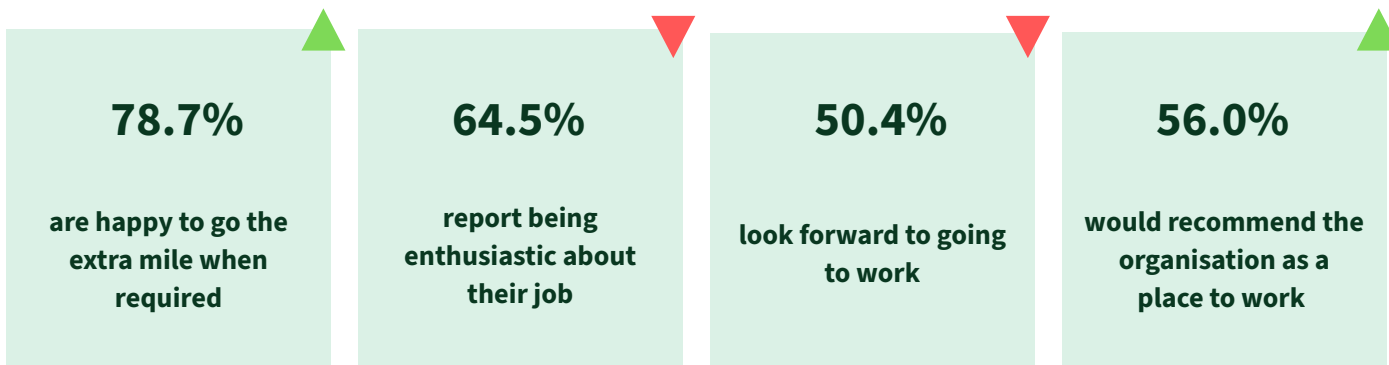 78.7%
are happy to go the
extra mile when
required
64.5%
report being
enthusiastic about
their job
50.4%
look forward to going
to work
56.0%
would recommend the
organisation as a
place to work